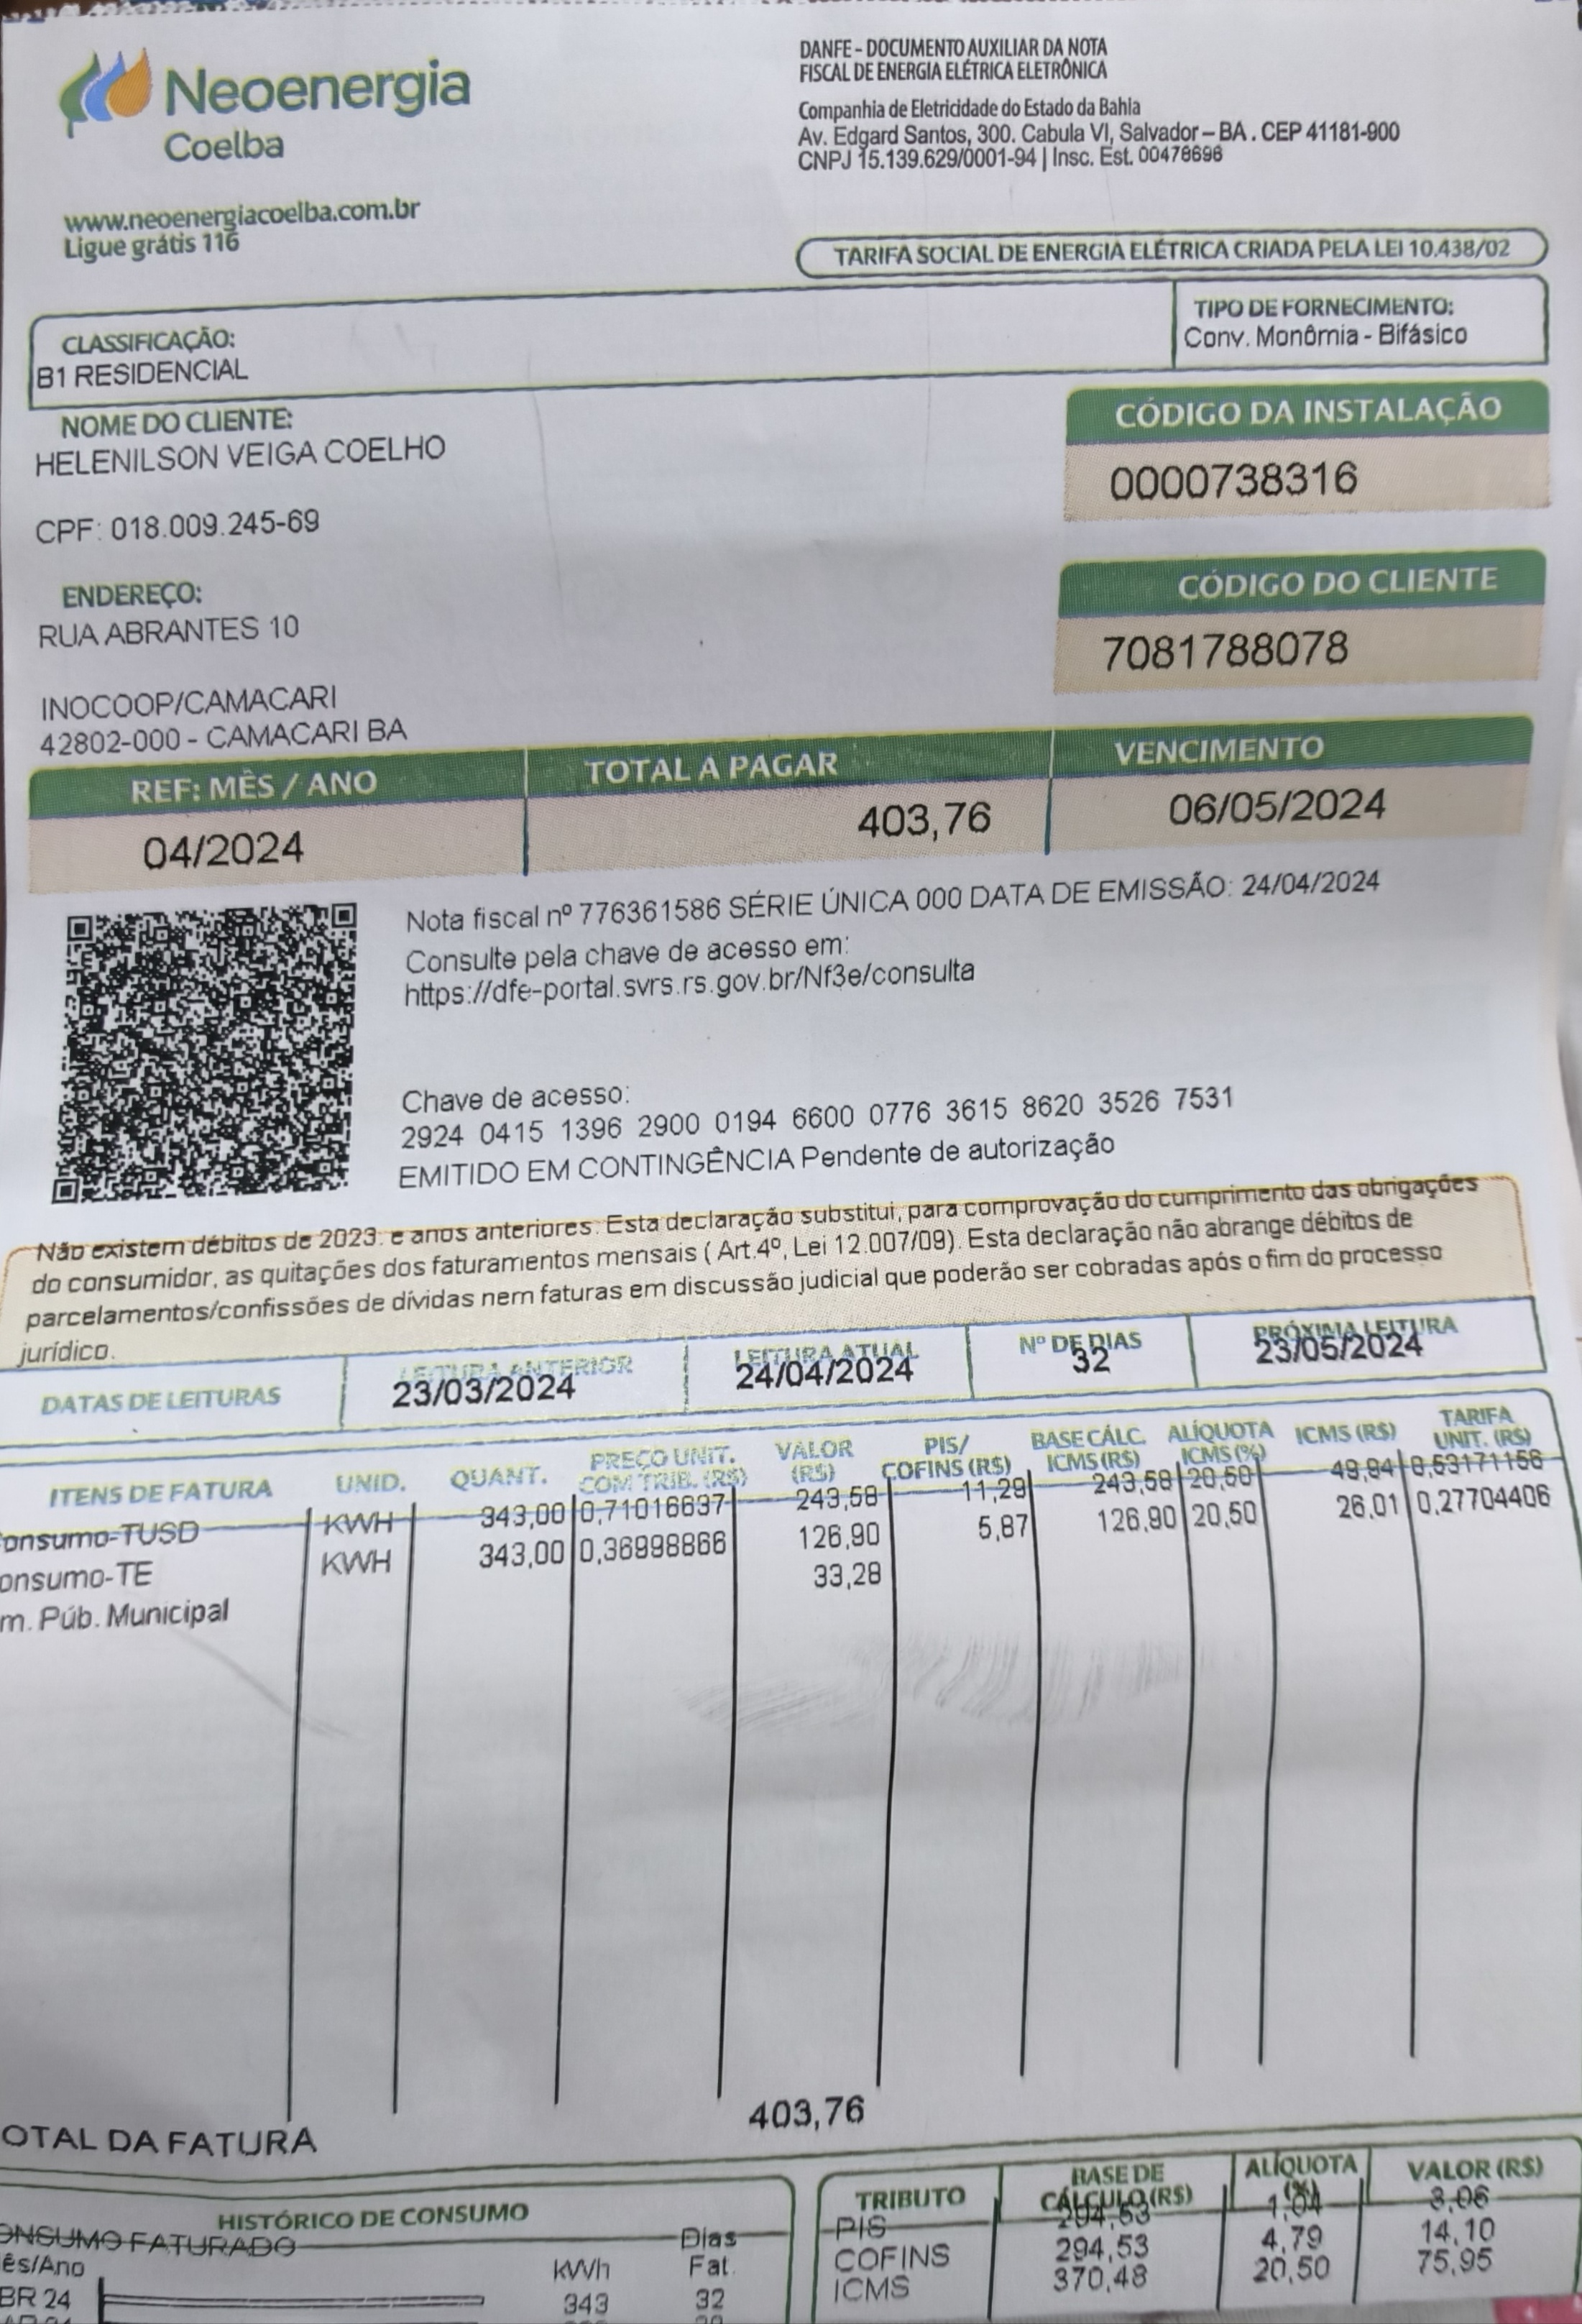 Neoenergia
Coelba
www.neoenergiacoelba.com.br
Ligue grátis 116
DANFE - DOCUMENTO AUXILIAR DA NOTA
FISCAL DE ENERGIA ELÉTRICA ELETRÔNICA
Companhia de Eletricidade do Estado da Bahia
Av. Edgard Santos, 300. Cabula VI, Salvador – BA . CEP 41181-900
CNPJ 15.139.629/0001-94 | Insc. Est. 00478696
TARIFA SOCIAL DE ENERGIA ELÉTRICA CRIADA PELA LEI 10.438/02
CLASSIFICAÇÃO:
B1 RESIDENCIAL
TIPO DE FORNECIMENTO:
Conv. Monômia - Bifásico
NOME DO CLIENTE:
HELENILSON VEIGA COELHO
CPF: 018.009.245-69
ENDEREÇO:
RUA ABRANTES 10
INOCOOP/CAMACARI
42802-000 - CAMACARI BA
CÓDIGO DA INSTALAÇÃO
0000738316
CÓDIGO DO CLIENTE
7081788078
REF: MÊS / ANO TOTAL A PAGAR VENCIMENTO
04/2024 403,76 06/05/2024
Nota fiscal nº 776361586 SÉRIE ÚNICA 000 DATA DE EMISSÃO: 24/04/2024
Consulte pela chave de acesso em:
https://dfe-portal.svrs.rs.gov.br/Nf3e/consulta
Chave de acesso:
2924 0415 1396 2900 0194 6600 0776 3615 8620 3526 7531
EMITIDO EM CONTINGÊNCIA Pendente de autorização
Não existem débitos de 2023. e anos anteriores. Esta declaração substitui, para comprovação do cumprimento das obrigações
do consumidor, as quitações dos faturamentos mensais ( Art.4º, Lei 12.007/09). Esta declaração não abrange débitos de
parcelamentos/confissões de dívidas nem faturas em discussão judicial que poderão ser cobradas após o fim do processo
jurídico.
DATAS DE LEITURAS LEITURA ANTERIOR LEITURA ATUAL Nº DE DIAS PRÓXIMA LEITURA
23/03/2024 24/04/2024 32 23/05/2024
ITENS DE FATURA UNID. QUANT. PREÇO UNIT. COM TRIB. (R$) VALOR (R$) PIS/ COFINS (R$) BASE CÁLC. ICMS (R$) ALÍQUOTA ICMS (%) ICMS (R$) TARIFA UNIT. (R$)
onsumo-TUSD KWH 343,00 0,71016637 243,58 11,29 243,58 20,50 49,94 0,53171156
onsumo-TE KWH 343,00 0,36998866 126,90 5,87 126,90 20,50 26,01 0,27704406
m. Púb. Municipal 33,28
OTAL DA FATURA 403,76
HISTÓRICO DE CONSUMO
ONSUMO FATURADO
ês/Ano kWh Dias Fat.
BR 24 343 32
TRIBUTO BASE DE CÁLCULO (R$) ALÍQUOTA (%) VALOR (R$)
PIS 294,53 1,04 3,06
COFINS 294,53 4,79 14,10
ICMS 370,48 20,50 75,95